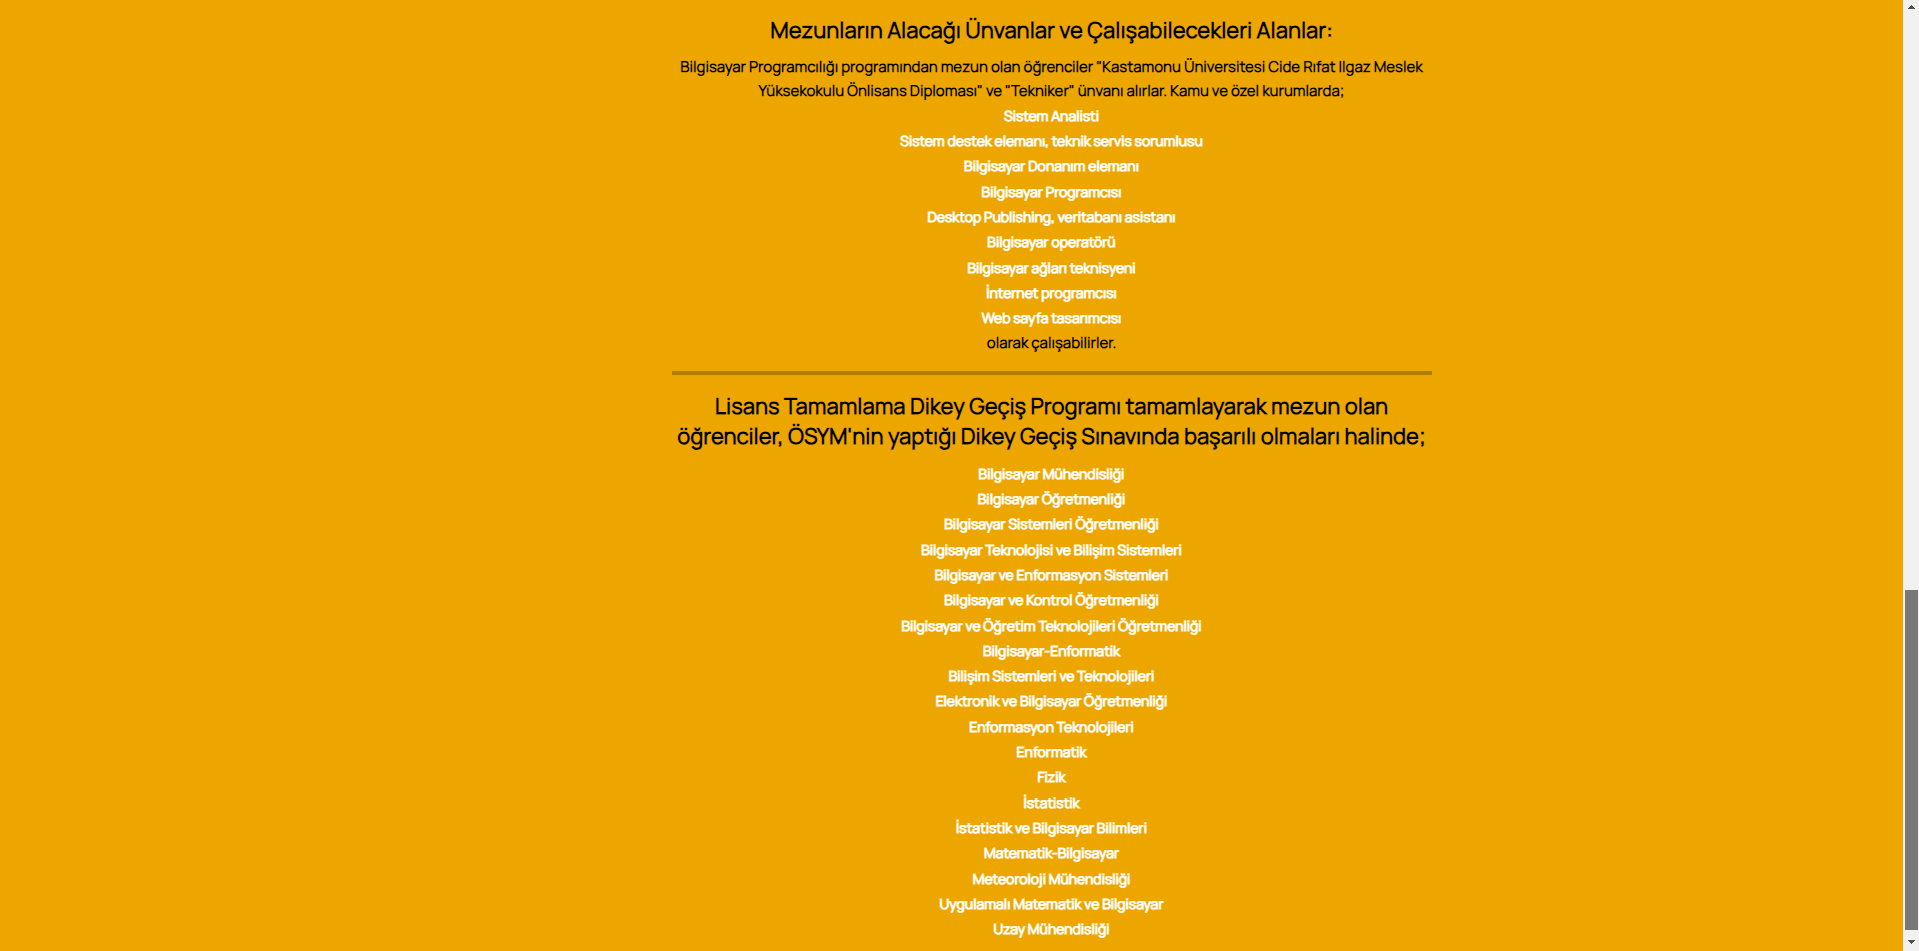 Mezunların Alacağı Ünvanlar ve Çalışabilecekleri Alanlar:
Bilgisayar Programcılığı programından mezun olan öğrenciler "Kastamonu Üniversitesi Cide Rıfat Ilgaz Meslek
Yüksekokulu Önlisans Diploması" ve "Tekniker" ünvanı alırlar. Kamu ve özel kurumlarda;
Sistem Analisti
Sistem destek elemanı, teknik servis sorumlusu
Bilgisayar Donanım elemanı
Bilgisayar Programcısı
Desktop Publishing, veritabanı asistanı
Bilgisayar operatörü
Bilgisayar ağları teknisyeni
İnternet programcısı
Web sayfa tasarımcısı
olarak çalışabilirler.
Lisans Tamamlama Dikey Geçiş Programı tamamlayarak mezun olan
öğrenciler, ÖSYM'nin yaptığı Dikey Geçiş Sınavında başarılı olmaları halinde;
Bilgisayar Mühendisliği
Bilgisayar Öğretmenliği
Bilgisayar Sistemleri Öğretmenliği
Bilgisayar Teknolojisi ve Bilişim Sistemleri
Bilgisayar ve Enformasyon Sistemleri
Bilgisayar ve Kontrol Öğretmenliği
Bilgisayar ve Öğretim Teknolojileri Öğretmenliği
Bilgisayar-Enformatik
Bilişim Sistemleri ve Teknolojileri
Elektronik ve Bilgisayar Öğretmenliği
Enformasyon Teknolojileri
Enformatik
Fizik
İstatistik
İstatistik ve Bilgisayar Bilimleri
Matematik-Bilgisayar
Meteoroloji Mühendisliği
Uygulamalı Matematik ve Bilgisayar
Uzay Mühendisliği